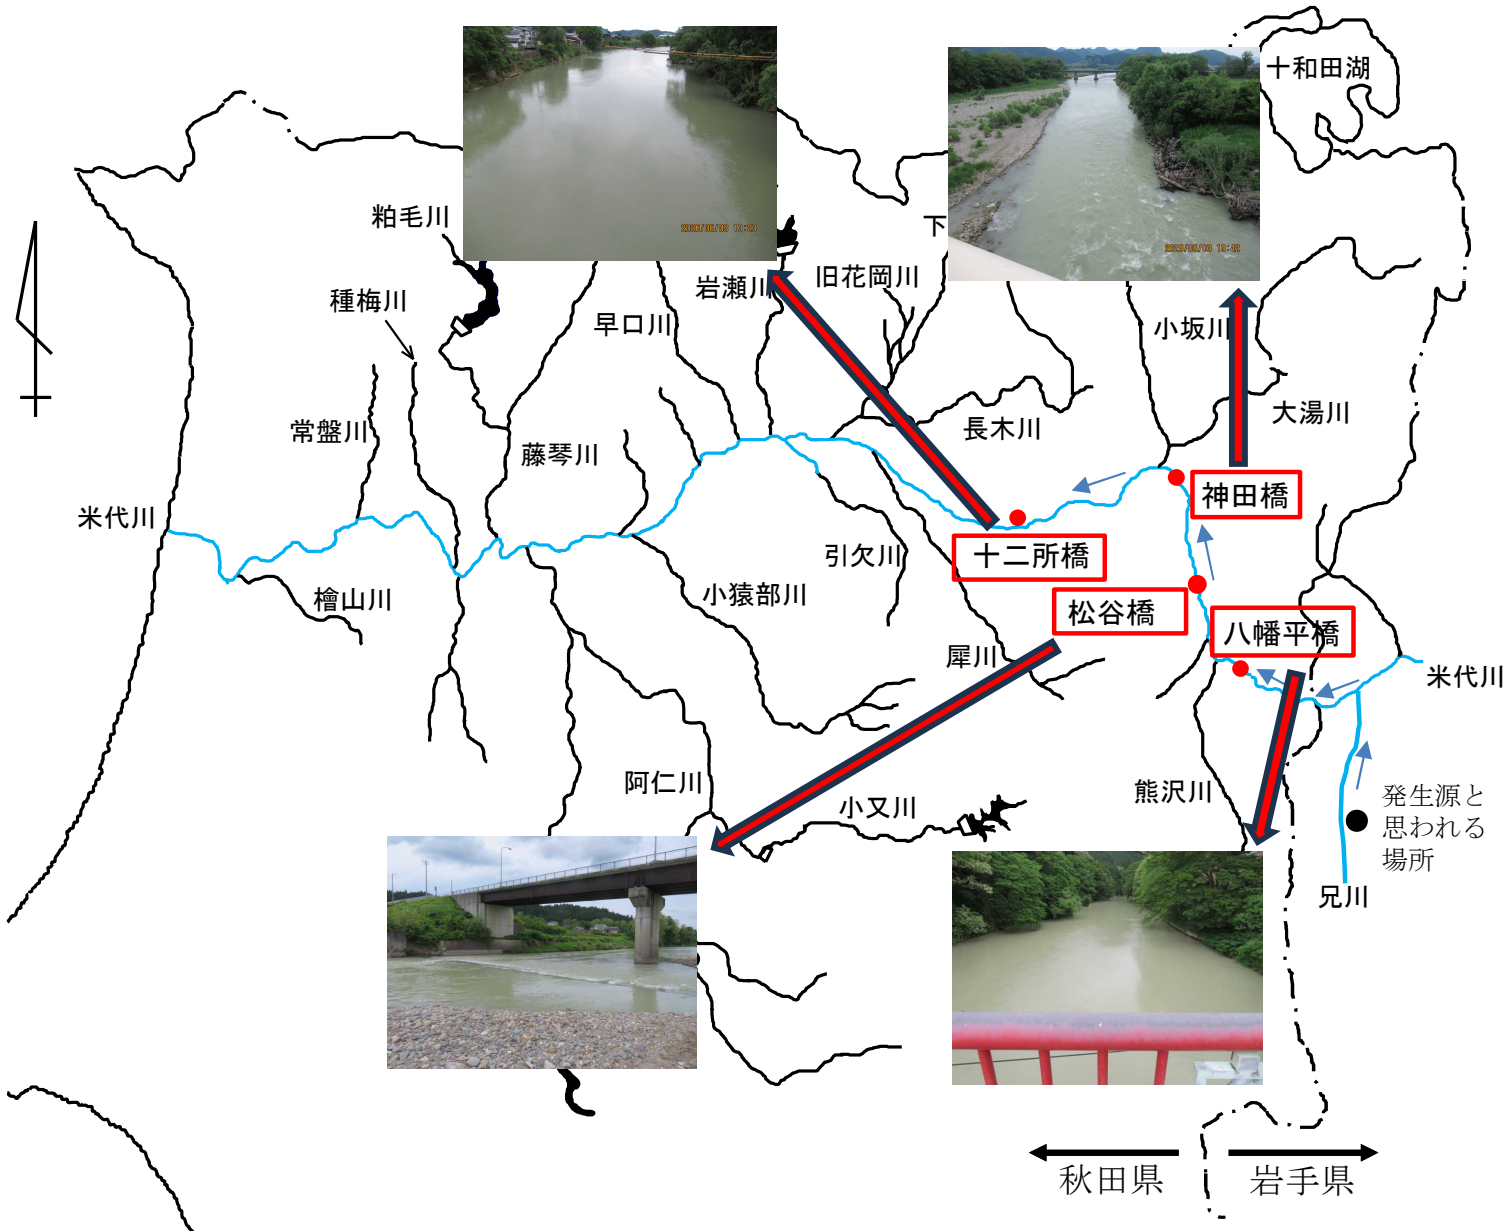 十和田湖
粕毛川
下
種梅川
岩瀬川
旧花岡川
早口川
小坂川
常盤川
藤琴川
長木川
大湯川
米代川
神田橋
引欠川
十二所橋
檜山川
小猿部川
松谷橋
八幡平橋
犀川
米代川
阿仁川
小又川
熊沢川
発生源と
思われる
場所
兄川
秋田県
岩手県